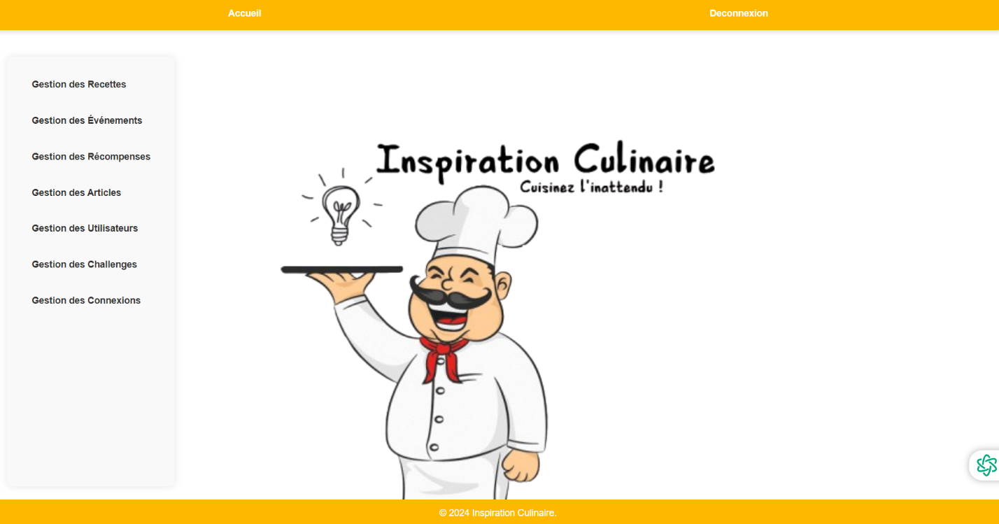 Accueil
Deconnexion
Gestion des Recettes
Gestion des Événements
Gestion des Récompenses
Gestion des Articles
Gestion des Utilisateurs
Gestion des Challenges
Gestion des Connexions
Inspiration Culinaire
Cuisinez l'inattendu !
© 2024 Inspiration Culinaire.